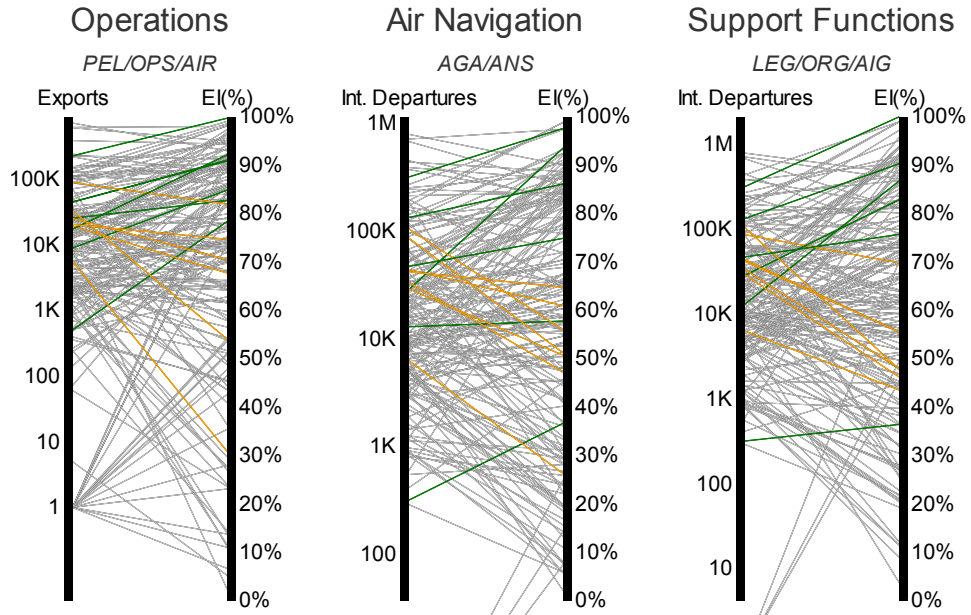 Operations
PEL/OPS/AIR
Exports
EI(%)
100K
10K
1K
100
10
1
100%
90%
80%
70%
60%
50%
40%
30%
20%
10%
0%
Air Navigation
AGA/ANS
Int. Departures
EI(%)
1M
100K
10K
1K
100
100%
90%
80%
70%
60%
50%
40%
30%
20%
10%
0%
Support Functions
LEG/ORG/AIG
Int. Departures
EI(%)
1M
100K
10K
1K
100
10
100%
90%
80%
70%
60%
50%
40%
30%
20%
10%
0%